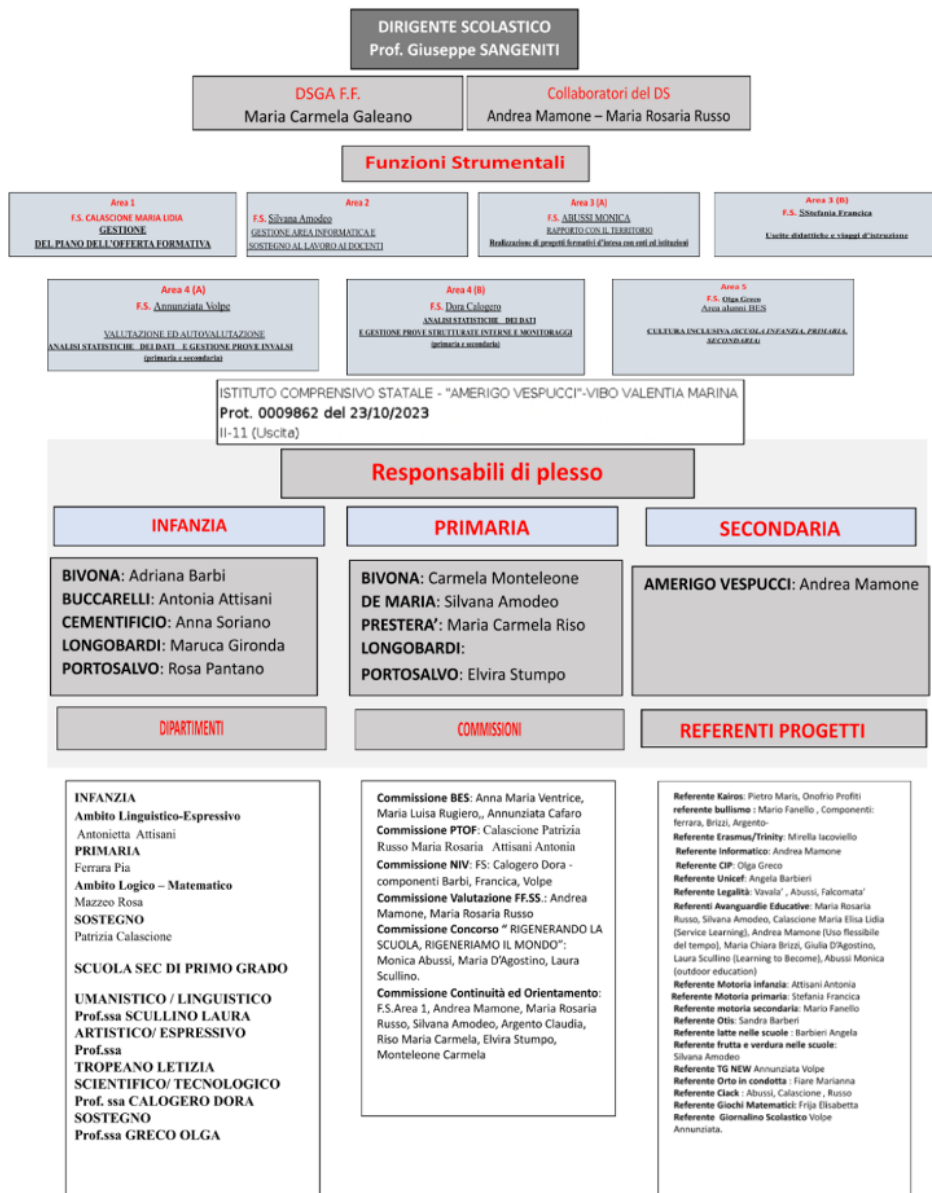 DIRIGENTE SCOLASTICO
Prof. Giuseppe SANGENITI
DSGA F.F.
Maria Carmela Galeano
Collaboratori del DS
Andrea Mamone – Maria Rosaria Russo
Funzioni Strumentali
Area 1
F.S. CALASCIONE MARIA LIDIA
GESTIONE
DEL PIANO DELL'OFFERTA FORMATIVA
Area 2
F.S. Silvana Amodeo
GESTIONE AREA INFORMATICA E
SOSTEGNO AL LAVORO AI DOCENTI
Area 3 (A)
F.S. ABUSSI MONICA
RAPPORTO CON IL TERRITORIO
Realizzazione di progetti formativi d'intesa con enti ed istituzioni
Area 3 (B)
F.S. SStefania Francica
Uscite didattiche e viaggi d'istruzione
Area 4 (A)
F.S. Annunziata Volpe
VALUTAZIONE ED AUTOVALUTAZIONE
ANALISI STATISTICHE DEI DATI E GESTIONE PROVE INVALSI
(primaria e secondaria)
Area 4 (B)
F.S. Dora Calogero
ANALISI STATISTICHE DEI DATI
E GESTIONE PROVE STRUTTURATE INTERNE E MONITORAGGI
(primaria e secondaria)
Area 5
F.S. Olga Greco
Area alunni BES
CULTURA INCLUSIVA (SCUOLA INFANZIA, PRIMARIA,
SECONDARIA)
ISTITUTO COMPRENSIVO STATALE - "AMERIGO VESPUCCI"-VIBO VALENTIA MARINA
Prot. 0009862 del 23/10/2023
II-11 (Uscita)
Responsabili di plesso
INFANZIA
BIVONA: Adriana Barbi
BUCCARELLI: Antonia Attisani
CEMENTIFICIO: Anna Soriano
LONGOBARDI: Maruca Gironda
PORTOSALVO: Rosa Pantano
PRIMARIA
BIVONA: Carmela Monteleone
DE MARIA: Silvana Amodeo
PRESTERA': Maria Carmela Riso
LONGOBARDI:
PORTOSALVO: Elvira Stumpo
SECONDARIA
AMERIGO VESPUCCI: Andrea Mamone
DIPARTIMENTI
INFANZIA
Ambito Linguistico-Espressivo
Antonietta Attisani
PRIMARIA
Ferrara Pia
Ambito Logico – Matematico
Mazzeo Rosa
SOSTEGNO
Patrizia Calascione
SCUOLA SEC DI PRIMO GRADO
UMANISTICO / LINGUISTICO
Prof.ssa SCULLINO LAURA
ARTISTICO/ ESPRESSIVO
Prof.ssa
TROPEANO LETIZIA
SCIENTIFICO/ TECNOLOGICO
Prof. ssa CALOGERO DORA
SOSTEGNO
Prof.ssa GRECO OLGA
COMMISSIONI
Commissione BES: Anna Maria Ventrice,
Maria Luisa Rugiero,, Annunziata Cafaro
Commissione PTOF: Calascione Patrizia
Russo Maria Rosaria Attisani Antonia
Commissione NIV: FS: Calogero Dora -
componenti Barbi, Francica, Volpe
Commissione Valutazione FF.SS.: Andrea
Mamone, Maria Rosaria Russo
Commissione Concorso " RIGENERANDO LA
SCUOLA, RIGENERIAMO IL MONDO":
Monica Abussi, Maria D'Agostino, Laura
Scullino.
Commissione Continuità ed Orientamento:
F.S.Area 1, Andrea Mamone, Maria Rosaria
Russo, Silvana Amodeo, Argento Claudia,
Riso Maria Carmela, Elvira Stumpo,
Monteleone Carmela
REFERENTI PROGETTI
Referente Kairos: Pietro Maris, Onofrio Profiti
referente bullismo : Mario Fanello , Componenti:
ferrara, Brizzi, Argento-
Referente Erasmus/Trinity: Mirella Iacoviello
Referente Informatico: Andrea Mamone
Referente CIP: Olga Greco
Referente Unicef: Angela Barbieri
Referente Legalità: Vavala' , Abussi, Falcomata'
Referenti Avanguardie Educative: Maria Rosaria
Russo, Silvana Amodeo, Calascione Maria Elisa Lidia
(Service Learning), Andrea Mamone (Uso flessibile
del tempo), Maria Chiara Brizzi, Giulia D'Agostino,
Laura Scullino (Learning to Become), Abussi Monica
(outdoor education)
Referente Motoria infanzia: Attisani Antonia
Referente Motoria primaria: Stefania Francica
Referente motoria secondaria: Mario Fanello
Referente Otis: Sandra Barberi
Referente latte nelle scuole : Barbieri Angela
Referente frutta e verdura nelle scuole:
Silvana Amodeo
Referente TG NEW Annunziata Volpe
Referente Orto in condotta : Fiare Marianna
Referente Ciack : Abussi, Calascione , Russo
Referente Giochi Matematici: Frija Elisabetta
Referente Giornalino Scolastico Volpe
Annunziata.